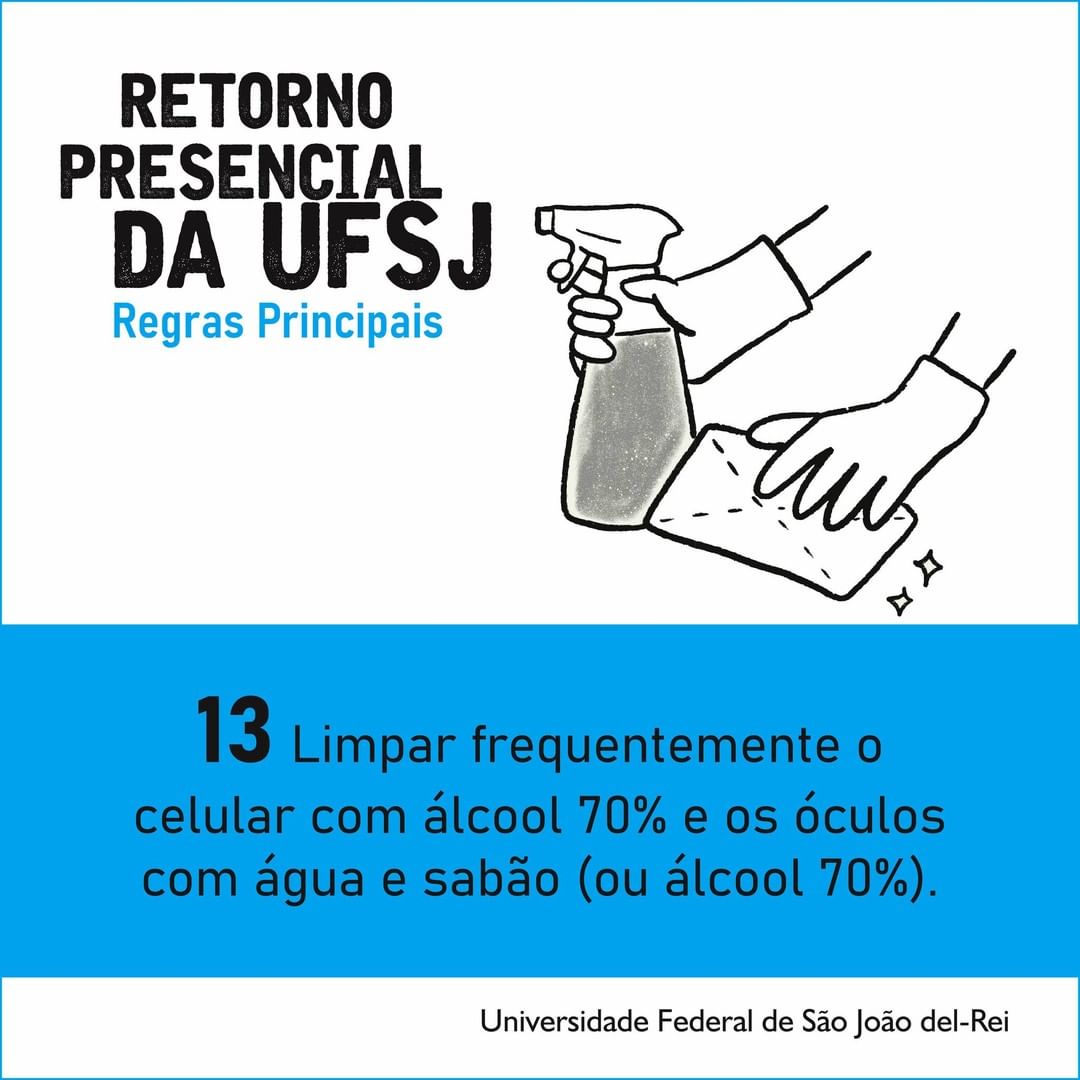 RETORNO
PRESENCIAL
DA UFSJ
Regras Principais
13 Limpar frequentemente o
celular com álcool 70% e os óculos
com água e sabão (ou álcool 70%).
Universidade Federal de São João del-Rei